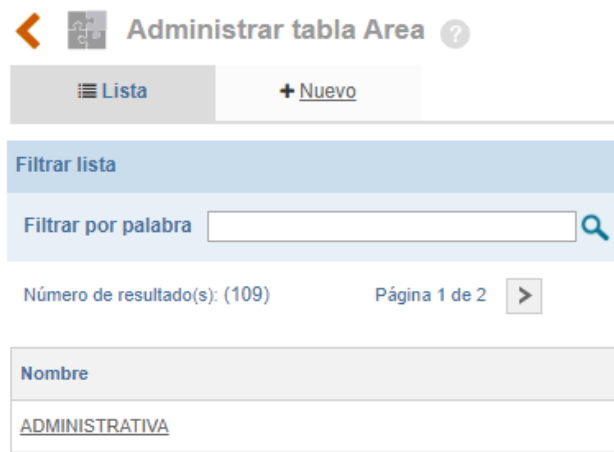 Administrar tabla Area ?
Lista + Nuevo
Filtrar lista
Filtrar por palabra
Número de resultado(s): (109) Página 1 de 2 >
Nombre
ADMINISTRATIVA